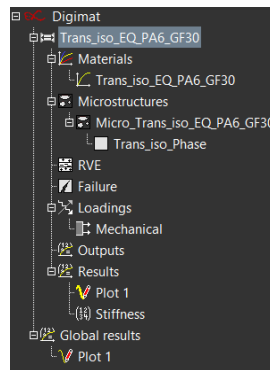 Digimat
Trans_iso_EQ_PA6_GF30
Materials
Trans_iso_EQ_PA6_GF30
Microstructures
Micro_Trans_iso_EQ_PA6_GF30
Trans_iso_Phase
RVE
Failure
Loadings
Mechanical
Outputs
Results
Plot 1
Stiffness
Global results
Plot 1